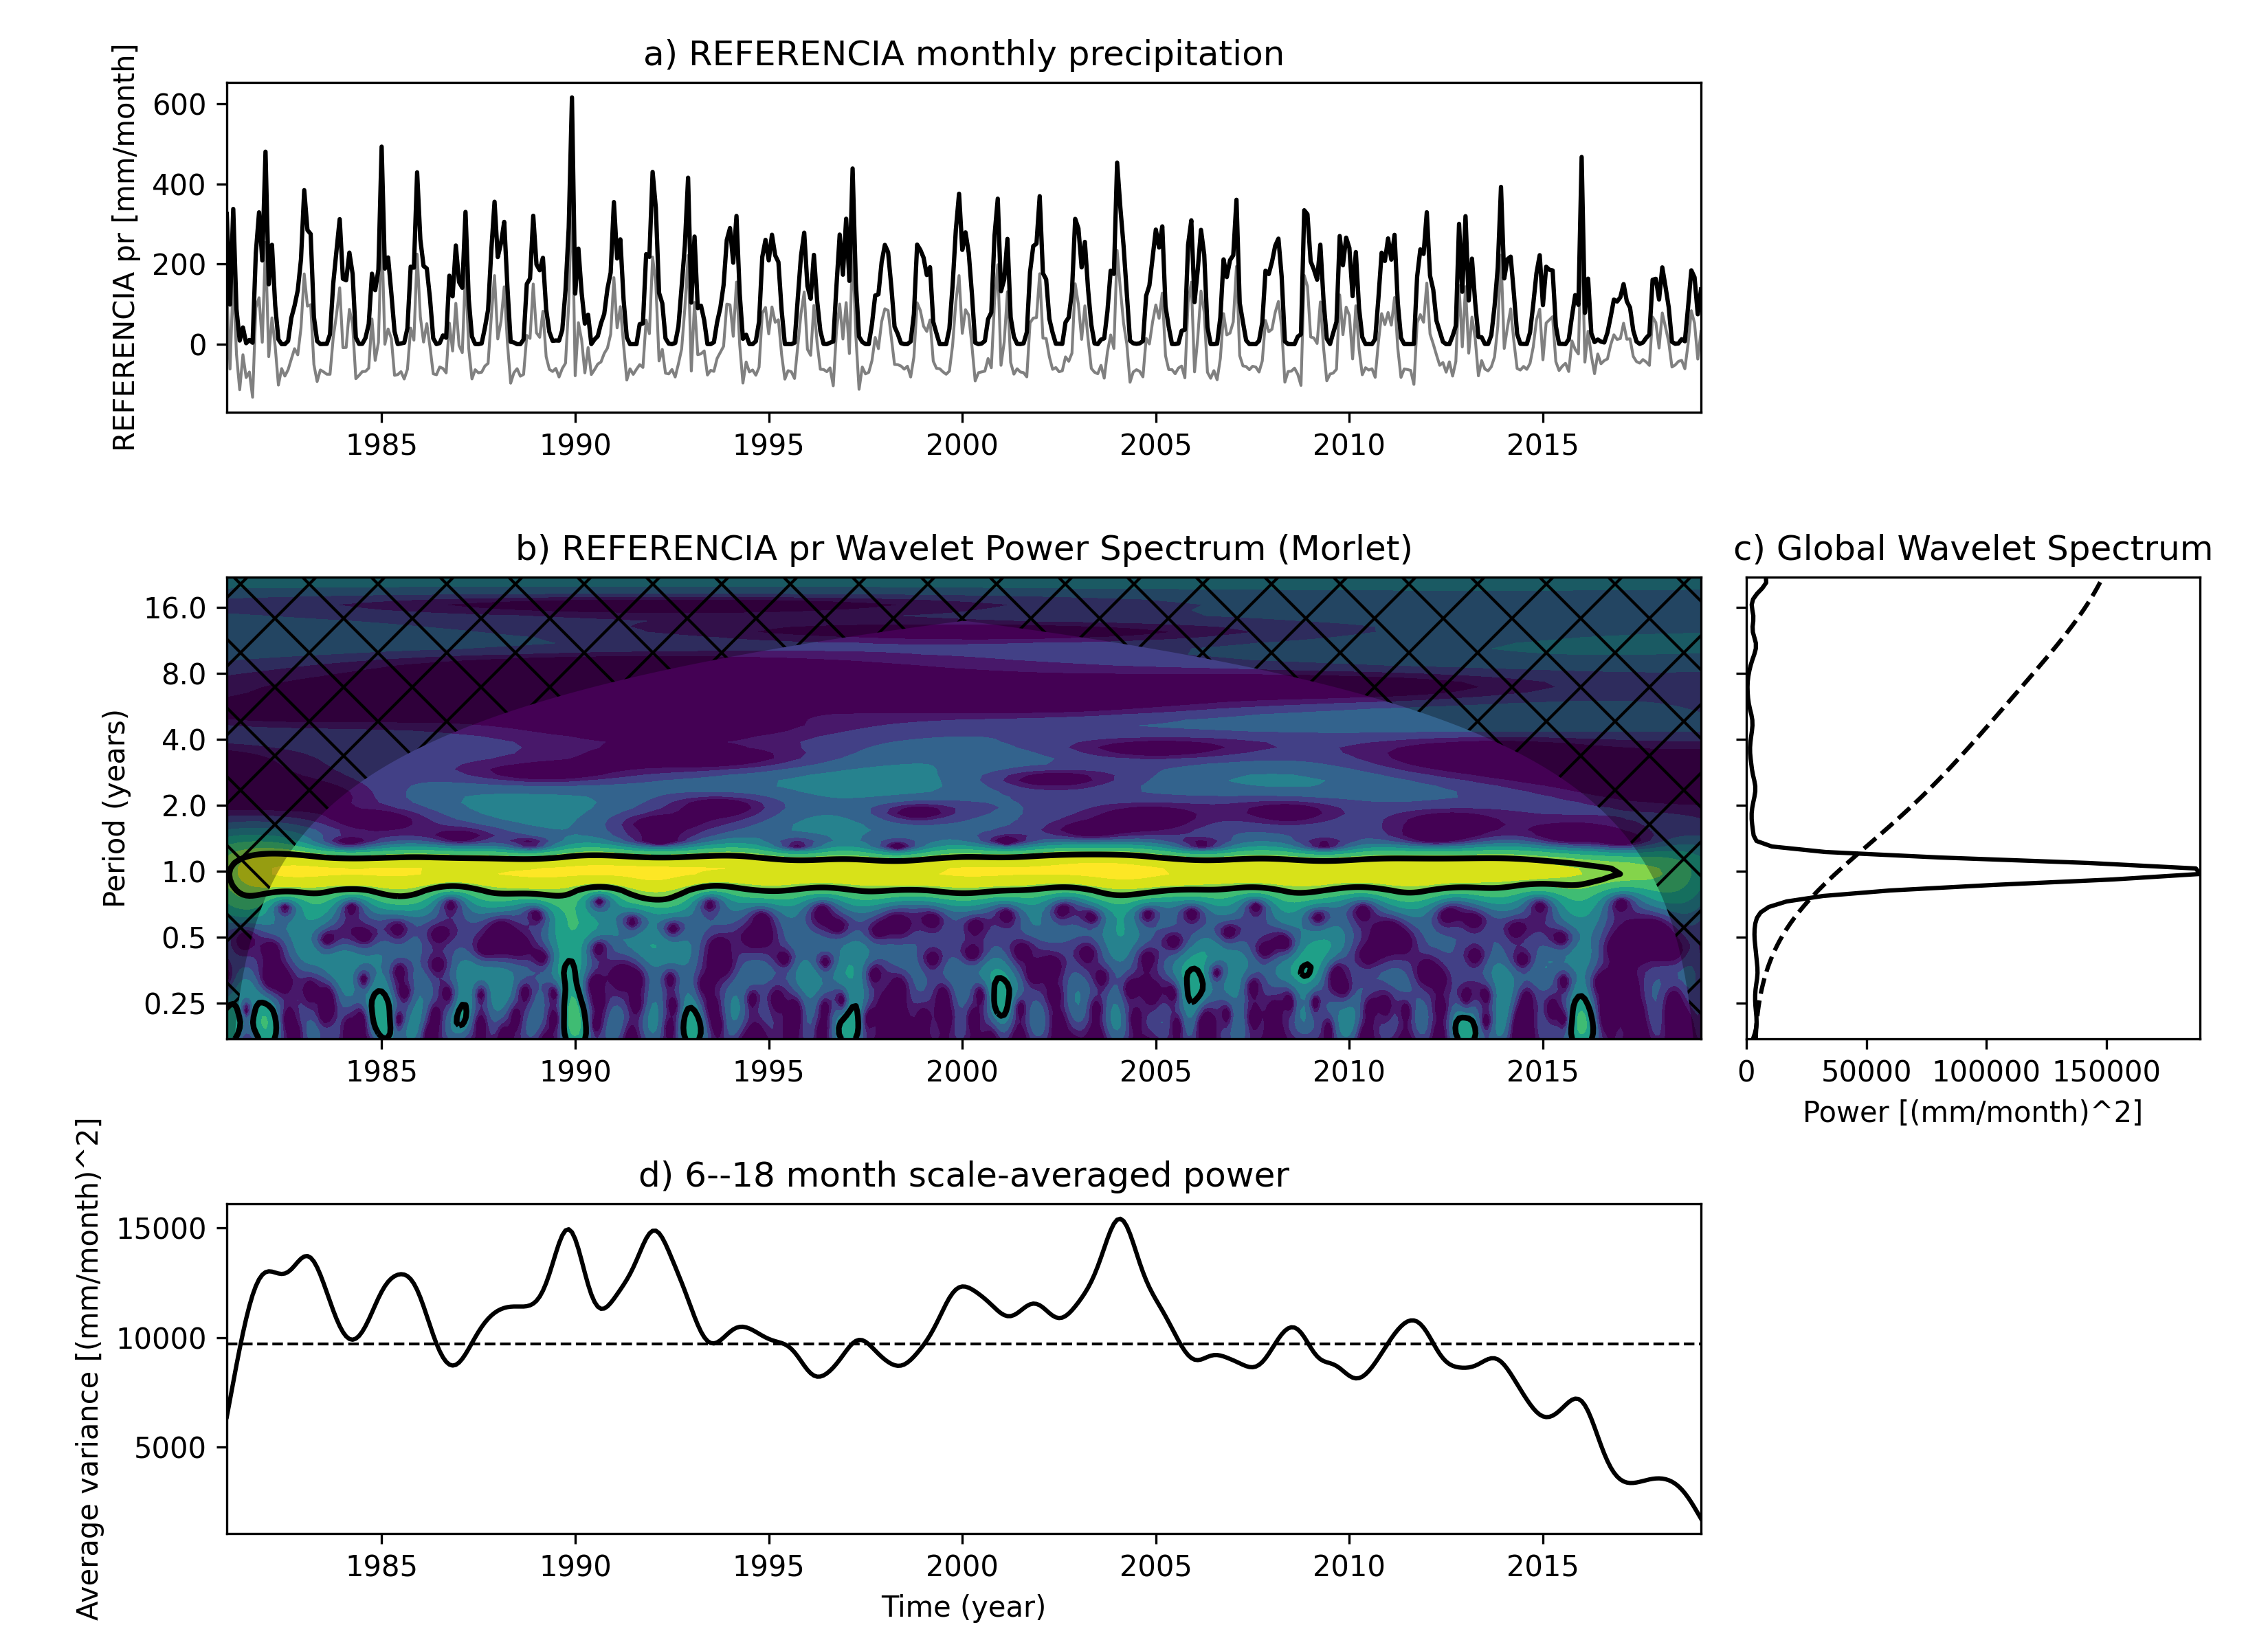 a) REFERENCIA monthly precipitation
REFERENCIA pr [mm/month]
600
400
200
0
1985 1990 1995 2000 2005 2010 2015
b) REFERENCIA pr Wavelet Power Spectrum (Morlet)
c) Global Wavelet Spectrum
Period (years)
16.0
8.0
4.0
2.0
1.0
0.5
0.25
1985 1990 1995 2000 2005 2010 2015
0 50000 100000 150000
Power [(mm/month)^2]
d) 6--18 month scale-averaged power
Average variance [(mm/month)^2]
15000
10000
5000
1985 1990 1995 2000 2005 2010 2015
Time (year)